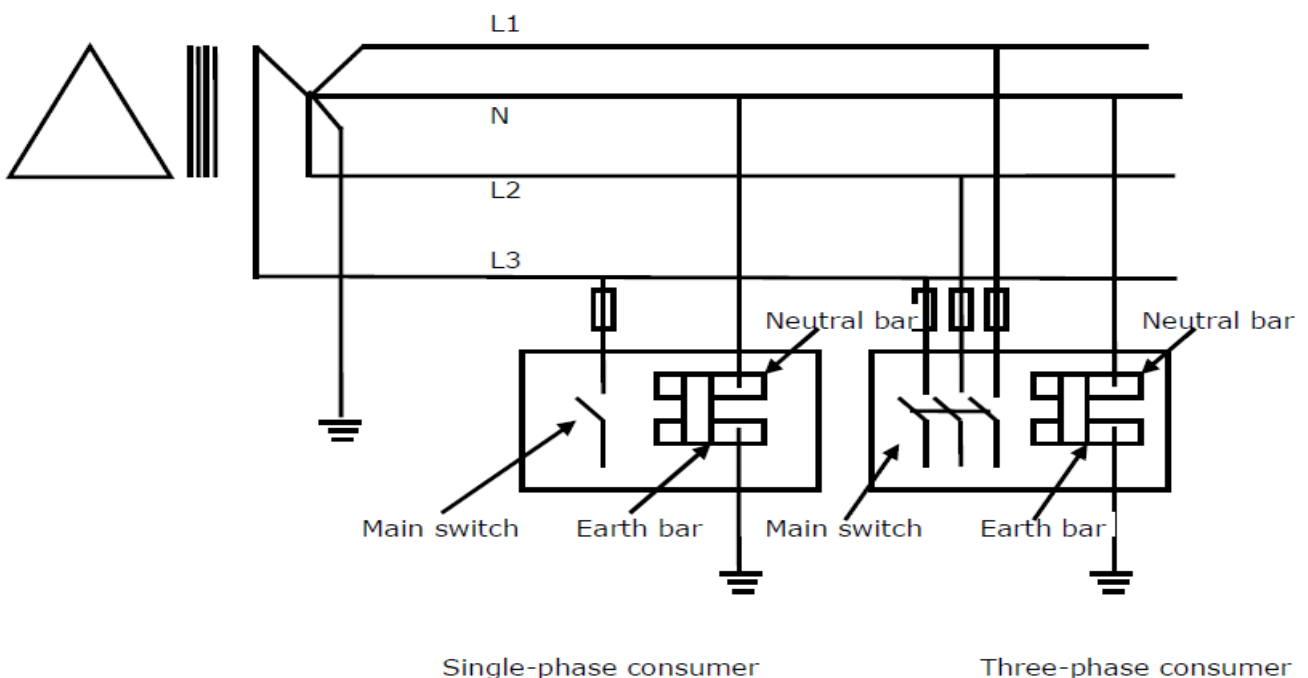 L1
N
L2
L3
Neutral bar
Neutral bar
Main switch
Earth bar
Main switch
Earth bar
Single-phase consumer
Three-phase consumer